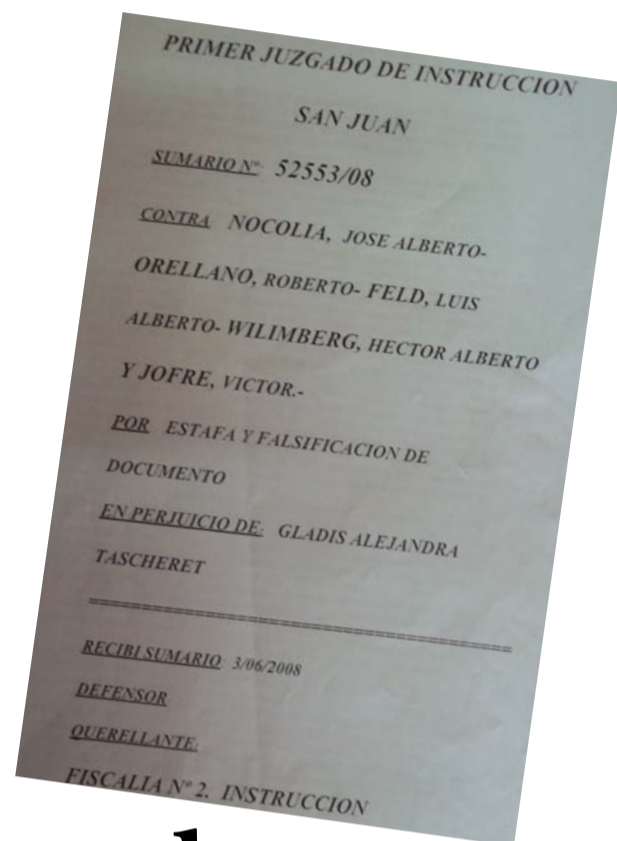 PRIMER JUZGADO DE INSTRUCCION
SAN JUAN
SUMARIO Nº: 52553/08
CONTRA NOCOLIA, JOSE ALBERTO-
ORELLANO, ROBERTO- FELD, LUIS
ALBERTO- WILIMBERG, HECTOR ALBERTO
Y JOFRE, VICTOR.-
POR ESTAFA Y FALSIFICACION DE
DOCUMENTO
EN PERJUICIO DE: GLADIS ALEJANDRA
TASCHERET
RECIBI SUMARIO: 3/06/2008
DEFENSOR
QUERELLANTE:
FISCALIA Nº 2. INSTRUCCION